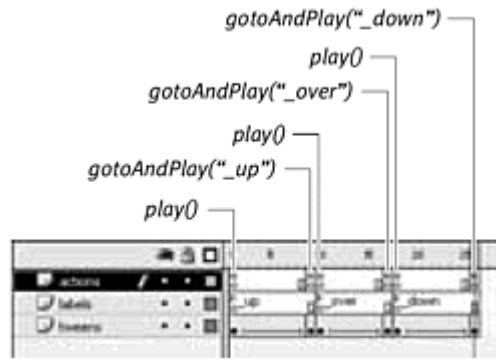 gotoAndPlay(“_down”)
play()
gotoAndPlay(“_over”)
play()
gotoAndPlay(“_up”)
play()
actions
labels
_up
_over
_down
tweens